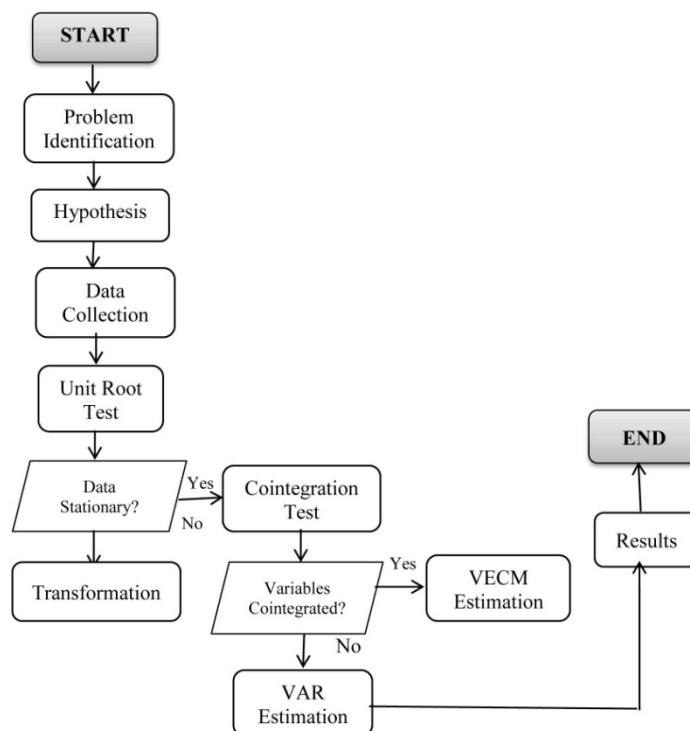 START
Problem
Identification
Hypothesis
Data
Collection
Unit Root
Test
Data
Stationary?
Yes
No
Transformation
Cointegration
Test
Variables
Cointegrated?
Yes
No
VECM
Estimation
VAR
Estimation
Results
END